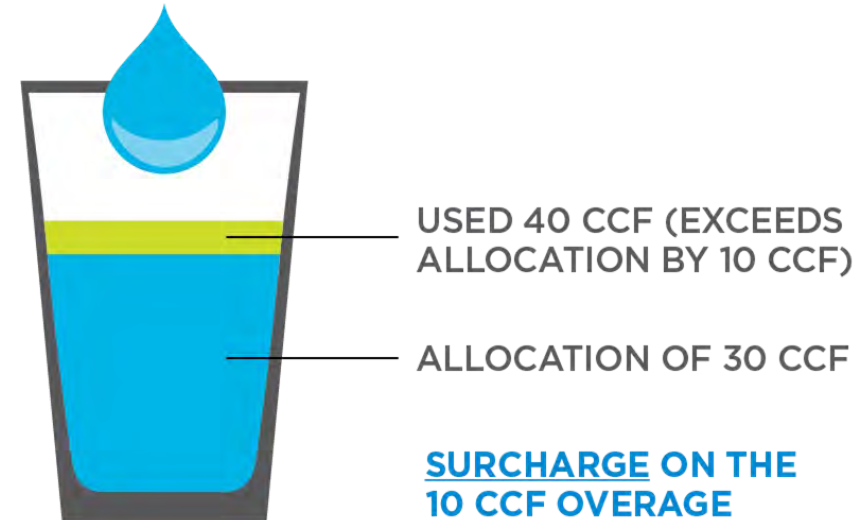 USED 40 CCF (EXCEEDS
ALLOCATION BY 10 CCF)
ALLOCATION OF 30 CCF
SURCHARGE ON THE
10 CCF OVERAGE